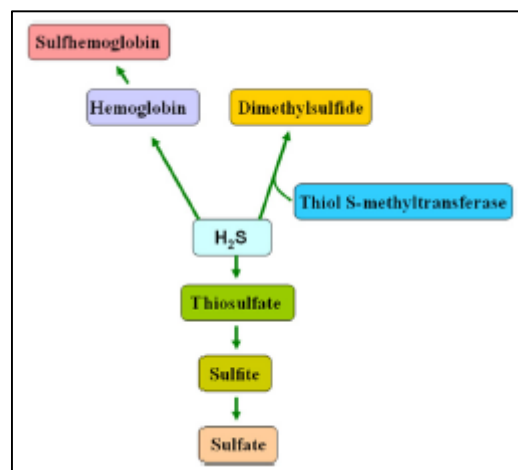 Sulfhemoglobin
Hemoglobin
Dimethylsulfide
Thiol S-methyltransferase
H₂S
Thiosulfate
Sulfite
Sulfate